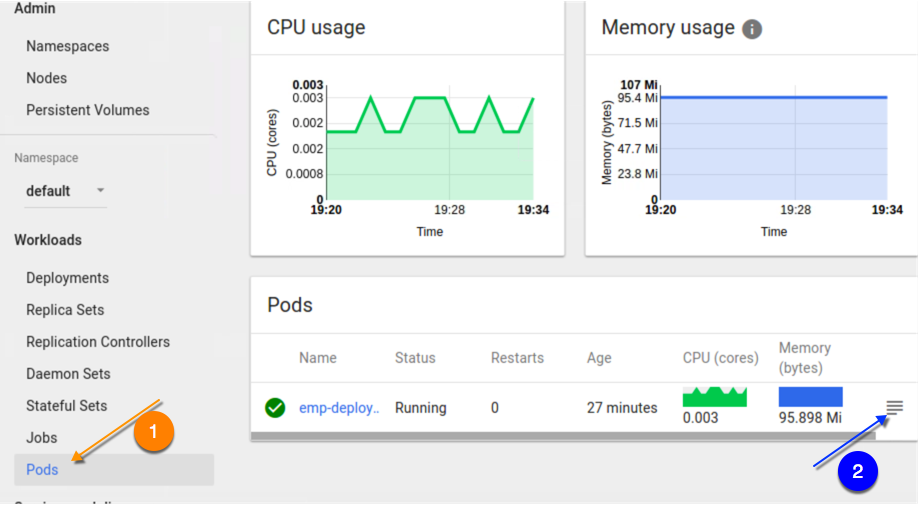 Admin
Namespaces
Nodes
Persistent Volumes
Namespace
default
Workloads
Deployments
Replica Sets
Replication Controllers
Daemon Sets
Stateful Sets
Jobs
Pods
1
CPU usage
CPU (cores)
0.003
0.003
0.002
0.002
0.0008
0
19:20 19:28 19:34
Time
Memory usage
Memory (bytes)
107 Mi
95.4 Mi
71.5 Mi
47.7 Mi
23.8 Mi
0
19:20 19:28 19:34
Time
Pods
Name Status Restarts Age CPU (cores) Memory
(bytes)
emp-deploy.. Running 0 27 minutes 0.003 95.898 Mi
2